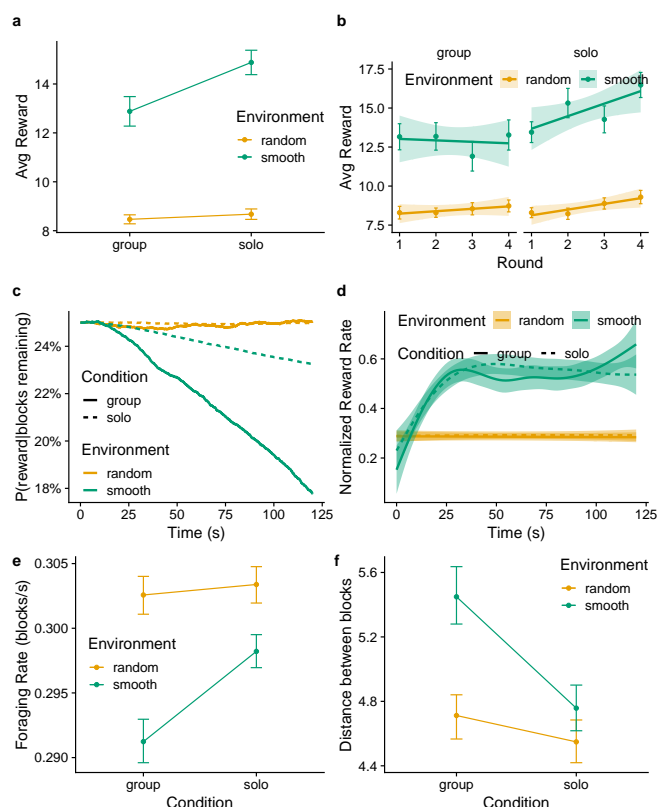 a
Avg Reward
14
12
10
8
group
solo
Environment
random
smooth
b
group
solo
Environment random smooth
Avg Reward
17.5
15.0
12.5
10.0
7.5
1 2 3 4 1 2 3 4
Round
c
P(reward|blocks remaining)
24%
22%
20%
18%
Condition
group
solo
Environment
random
smooth
0 25 50 75 100 125
Time (s)
d
Environment random smooth
Condition group solo
Normalized Reward Rate
0.6
0.4
0.2
0 25 50 75 100 125
Time (s)
e
Foraging Rate (blocks/s)
0.305
0.300
0.295
0.290
Environment
random
smooth
group
solo
Condition
f
Distance between blocks
5.6
5.2
4.8
4.4
Environment
random
smooth
group
solo
Condition